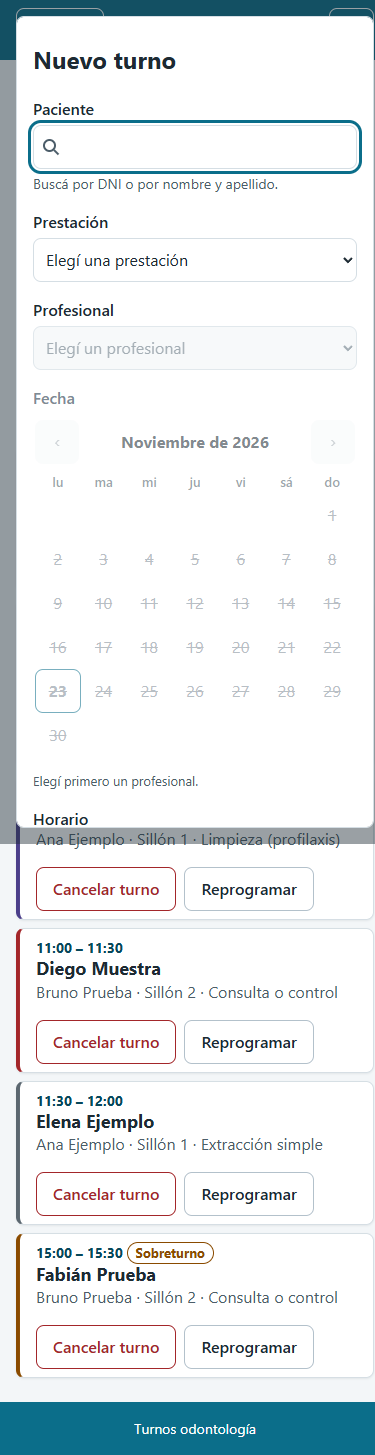 Nuevo turno
Paciente
Buscá por DNI o por nombre y apellido.
Prestación
Elegí una prestación
Profesional
Elegí un profesional
Fecha
‹ Noviembre de 2026 ›
lu ma mi ju vi sá do
1
2 3 4 5 6 7 8
9 10 11 12 13 14 15
16 17 18 19 20 21 22
23 24 25 26 27 28 29
30
Elegí primero un profesional.
Horario
Ana Ejemplo · Sillón 1 · Limpieza (profilaxis)
Cancelar turno Reprogramar
11:00 – 11:30
Diego Muestra
Bruno Prueba · Sillón 2 · Consulta o control
Cancelar turno Reprogramar
11:30 – 12:00
Elena Ejemplo
Ana Ejemplo · Sillón 1 · Extracción simple
Cancelar turno Reprogramar
15:00 – 15:30 Sobreturno
Fabián Prueba
Bruno Prueba · Sillón 2 · Consulta o control
Cancelar turno Reprogramar
Turnos odontología